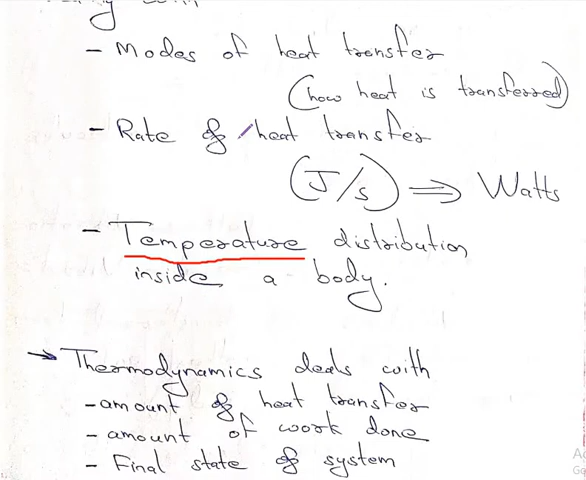 - Modes of heat transfer
(how heat is transferred)
- Rate of heat transfer
(J/s) ⇒ Watts
- Temperature distribution
inside a body.
→ Thermodynamics deals with
- amount of heat transfer
- amount of work done
- Final state of system